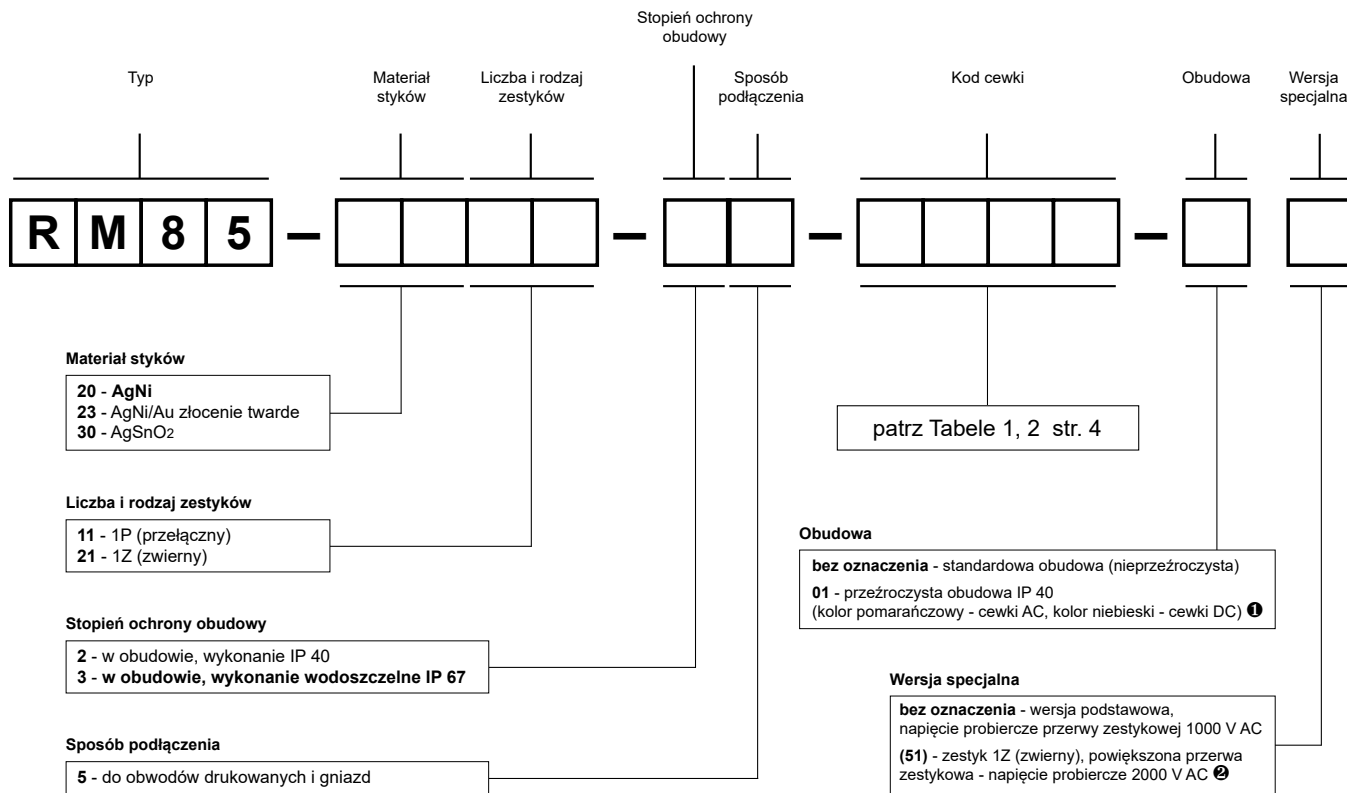 Stopień ochrony
obudowy
Typ
Materiał
styków
Liczba i rodzaj
zestyków
Sposób
podłączenia
Kod cewki
Obudowa
Wersja
specjalna
R M 8 5 – – – –
Materiał styków
20 - AgNi
23 - AgNi/Au złocenie twarde
30 - AgSnO2
patrz Tabele 1, 2 str. 4
Liczba i rodzaj zestyków
11 - 1P (przełączny)
21 - 1Z (zwierny)
Obudowa
bez oznaczenia - standardowa obudowa (nieprzeźroczysta)
01 - przeźroczysta obudowa IP 40
(kolor pomarańczowy - cewki AC, kolor niebieski - cewki DC) ❶
Stopień ochrony obudowy
2 - w obudowie, wykonanie IP 40
3 - w obudowie, wykonanie wodoszczelne IP 67
Wersja specjalna
bez oznaczenia - wersja podstawowa,
napięcie probiercze przerwy zestykowej 1000 V AC
(51) - zestyk 1Z (zwierny), powiększona przerwa
zestykowa - napięcie probiercze 2000 V AC ❷
Sposób podłączenia
5 - do obwodów drukowanych i gniazd